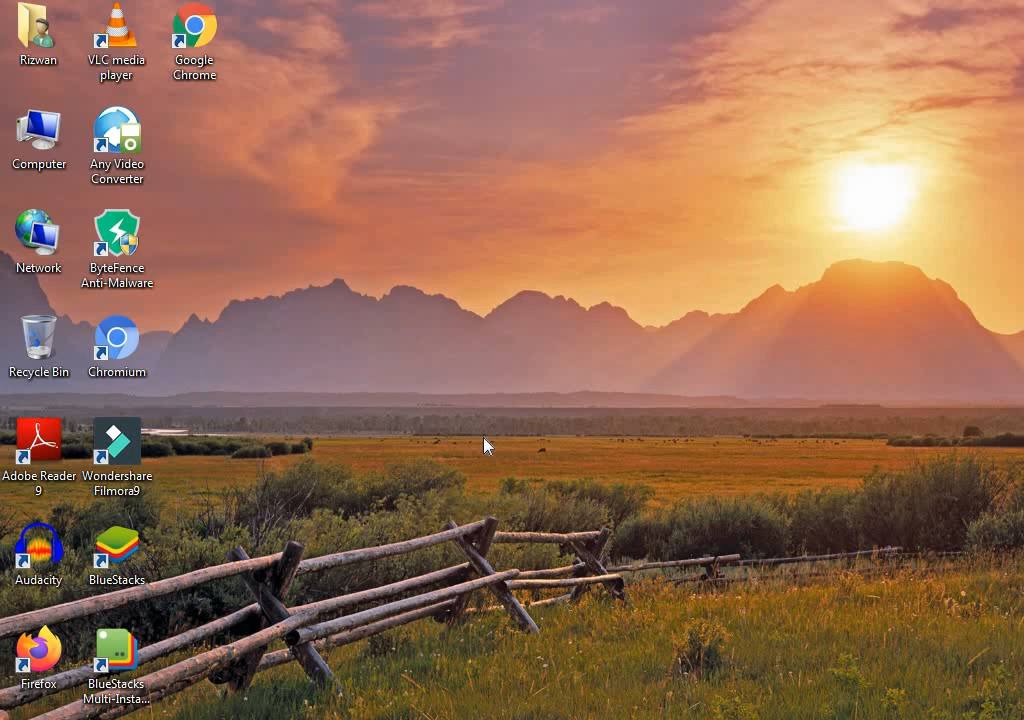 Rizwan
VLC media
player
Google
Chrome
Computer
Any Video
Converter
Network
ByteFence
Anti-Malware
Recycle Bin
Chromium
Adobe Reader
9
Wondershare
Filmora9
Audacity
BlueStacks
Firefox
BlueStacks
Multi-Insta...